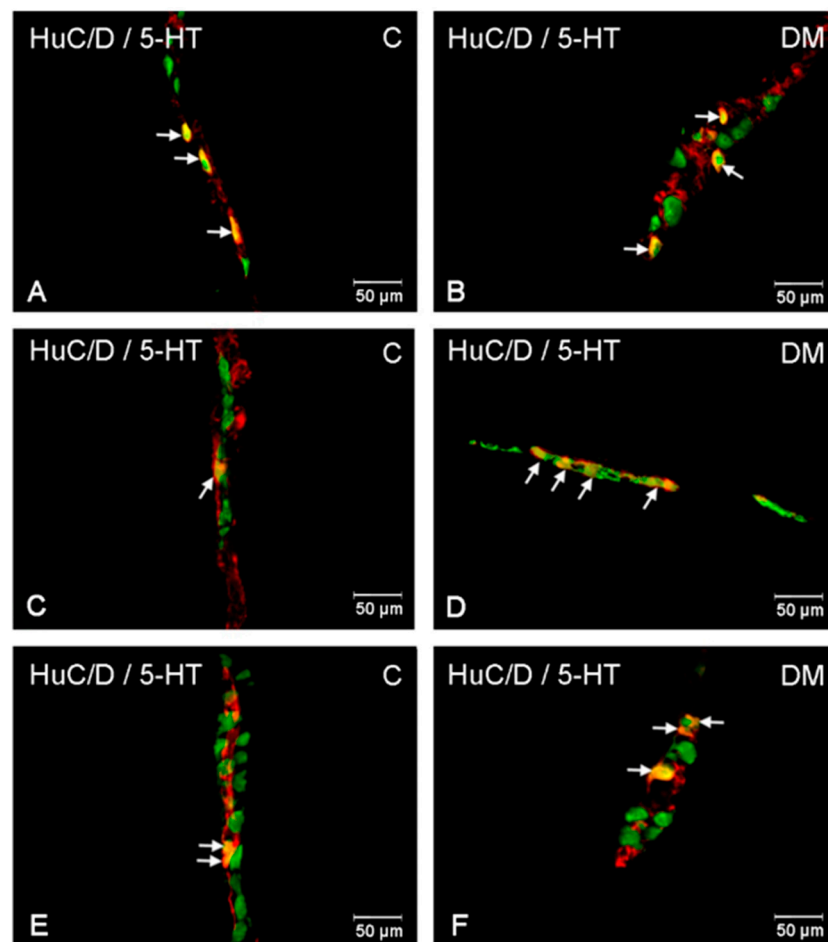 HuC/D / 5-HT C
50 µm
A
HuC/D / 5-HT DM
50 µm
B
HuC/D / 5-HT C
50 µm
C
HuC/D / 5-HT DM
50 µm
D
HuC/D / 5-HT C
50 µm
E
HuC/D / 5-HT DM
50 µm
F